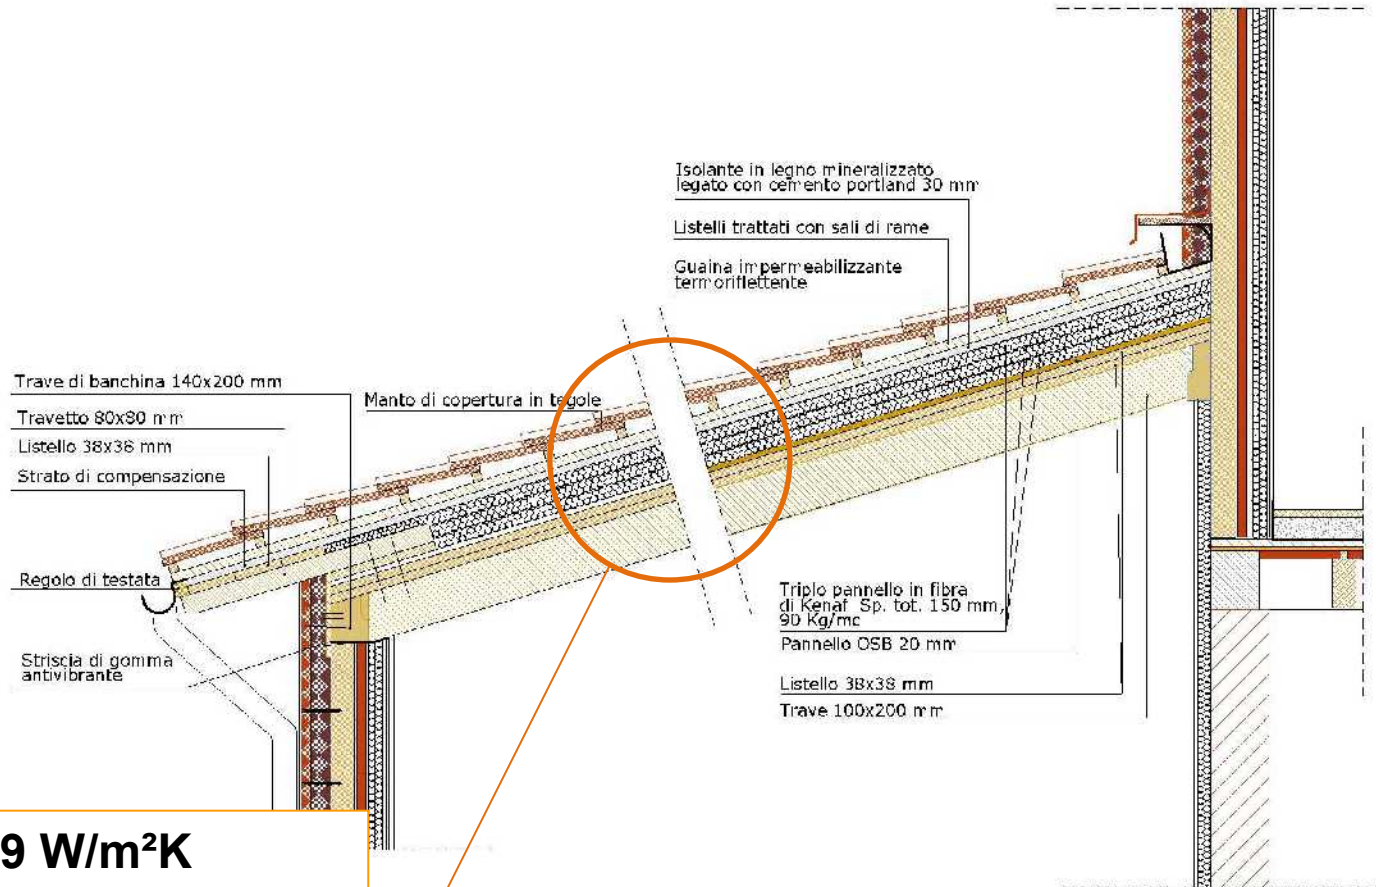 Isolante in legno mineralizzato
legato con cemento portland 30 mm
Listelli trattati con sali di rame
Guaina impermeabilizzante
termoriflettente
Trave di banchina 140x200 mm
Travetto 80x80 mm
Listello 38x38 mm
Strato di compensazione
Manto di copertura in tegole
Regolo di testata
Striscia di gomma
antivibrante
Triplo pannello in fibra
di Kenaf Sp. tot. 150 mm,
90 Kg/mc
Pannello OSB 20 mm
Listello 38x38 mm
Trave 100x200 mm
9 W/m²K